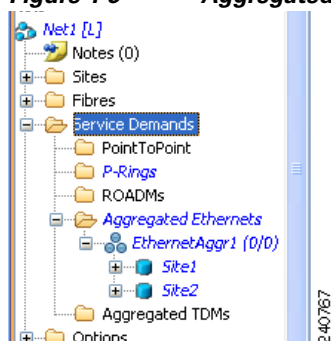 Aggregated
Net1 [L]
Notes (0)
Sites
Fibres
Service Demands
PointToPoint
P-Rings
ROADMs
Aggregated Ethernets
EthernetAggr1 (0/0)
Site1
Site2
Aggregated TDMs
Options
240767